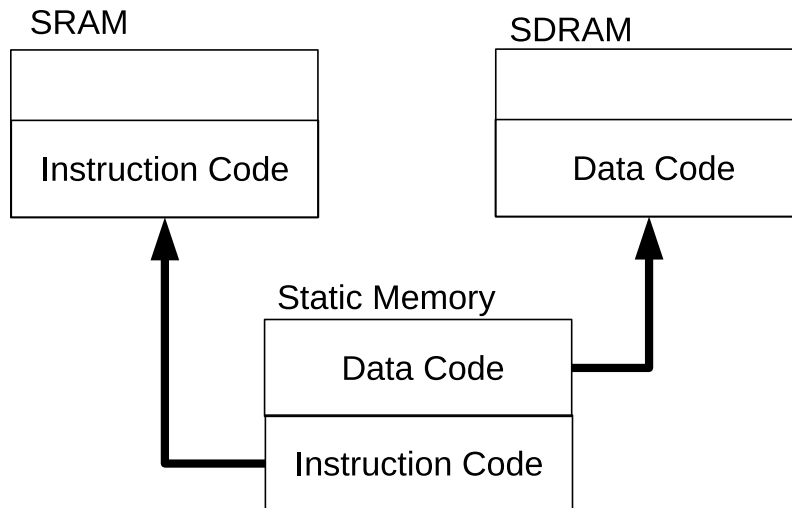 SRAM
SDRAM
Instruction Code
Data Code
Static Memory
Data Code
Instruction Code